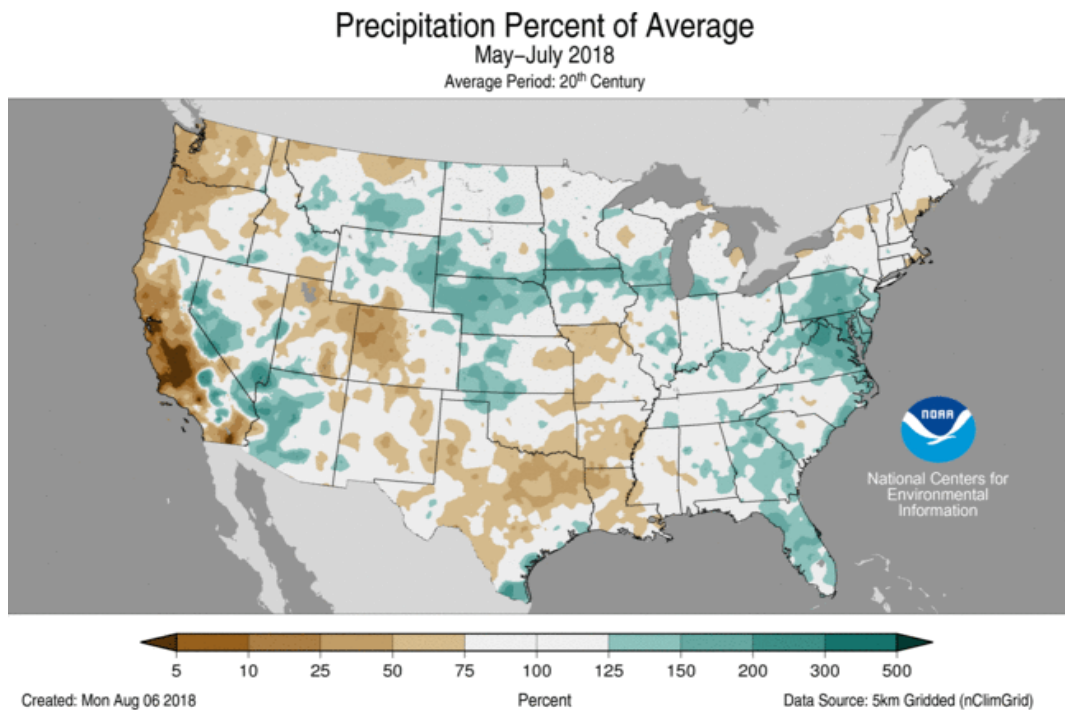 Precipitation Percent of Average
May–July 2018
Average Period: 20th Century
NOAA
National Centers for
Environmental
Information
5 10 25 50 75 100 125 150 200 300 500
Created: Mon Aug 06 2018 Percent Data Source: 5km Gridded (nClimGrid)